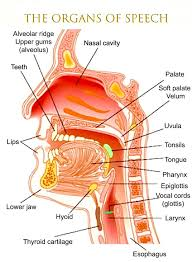 THE ORGANS OF SPEECH
Alveolar ridge
Upper gums
(alveolus)
Nasal cavity
Teeth
Palate
Soft palate
Velum
Uvula
Lips
Tonsils
Tongue
Pharynx
Epiglottis
Vocal cords
(glottis)
Lower jaw
Larynx
Hyoid
Thyroid cartilage
Esophagus